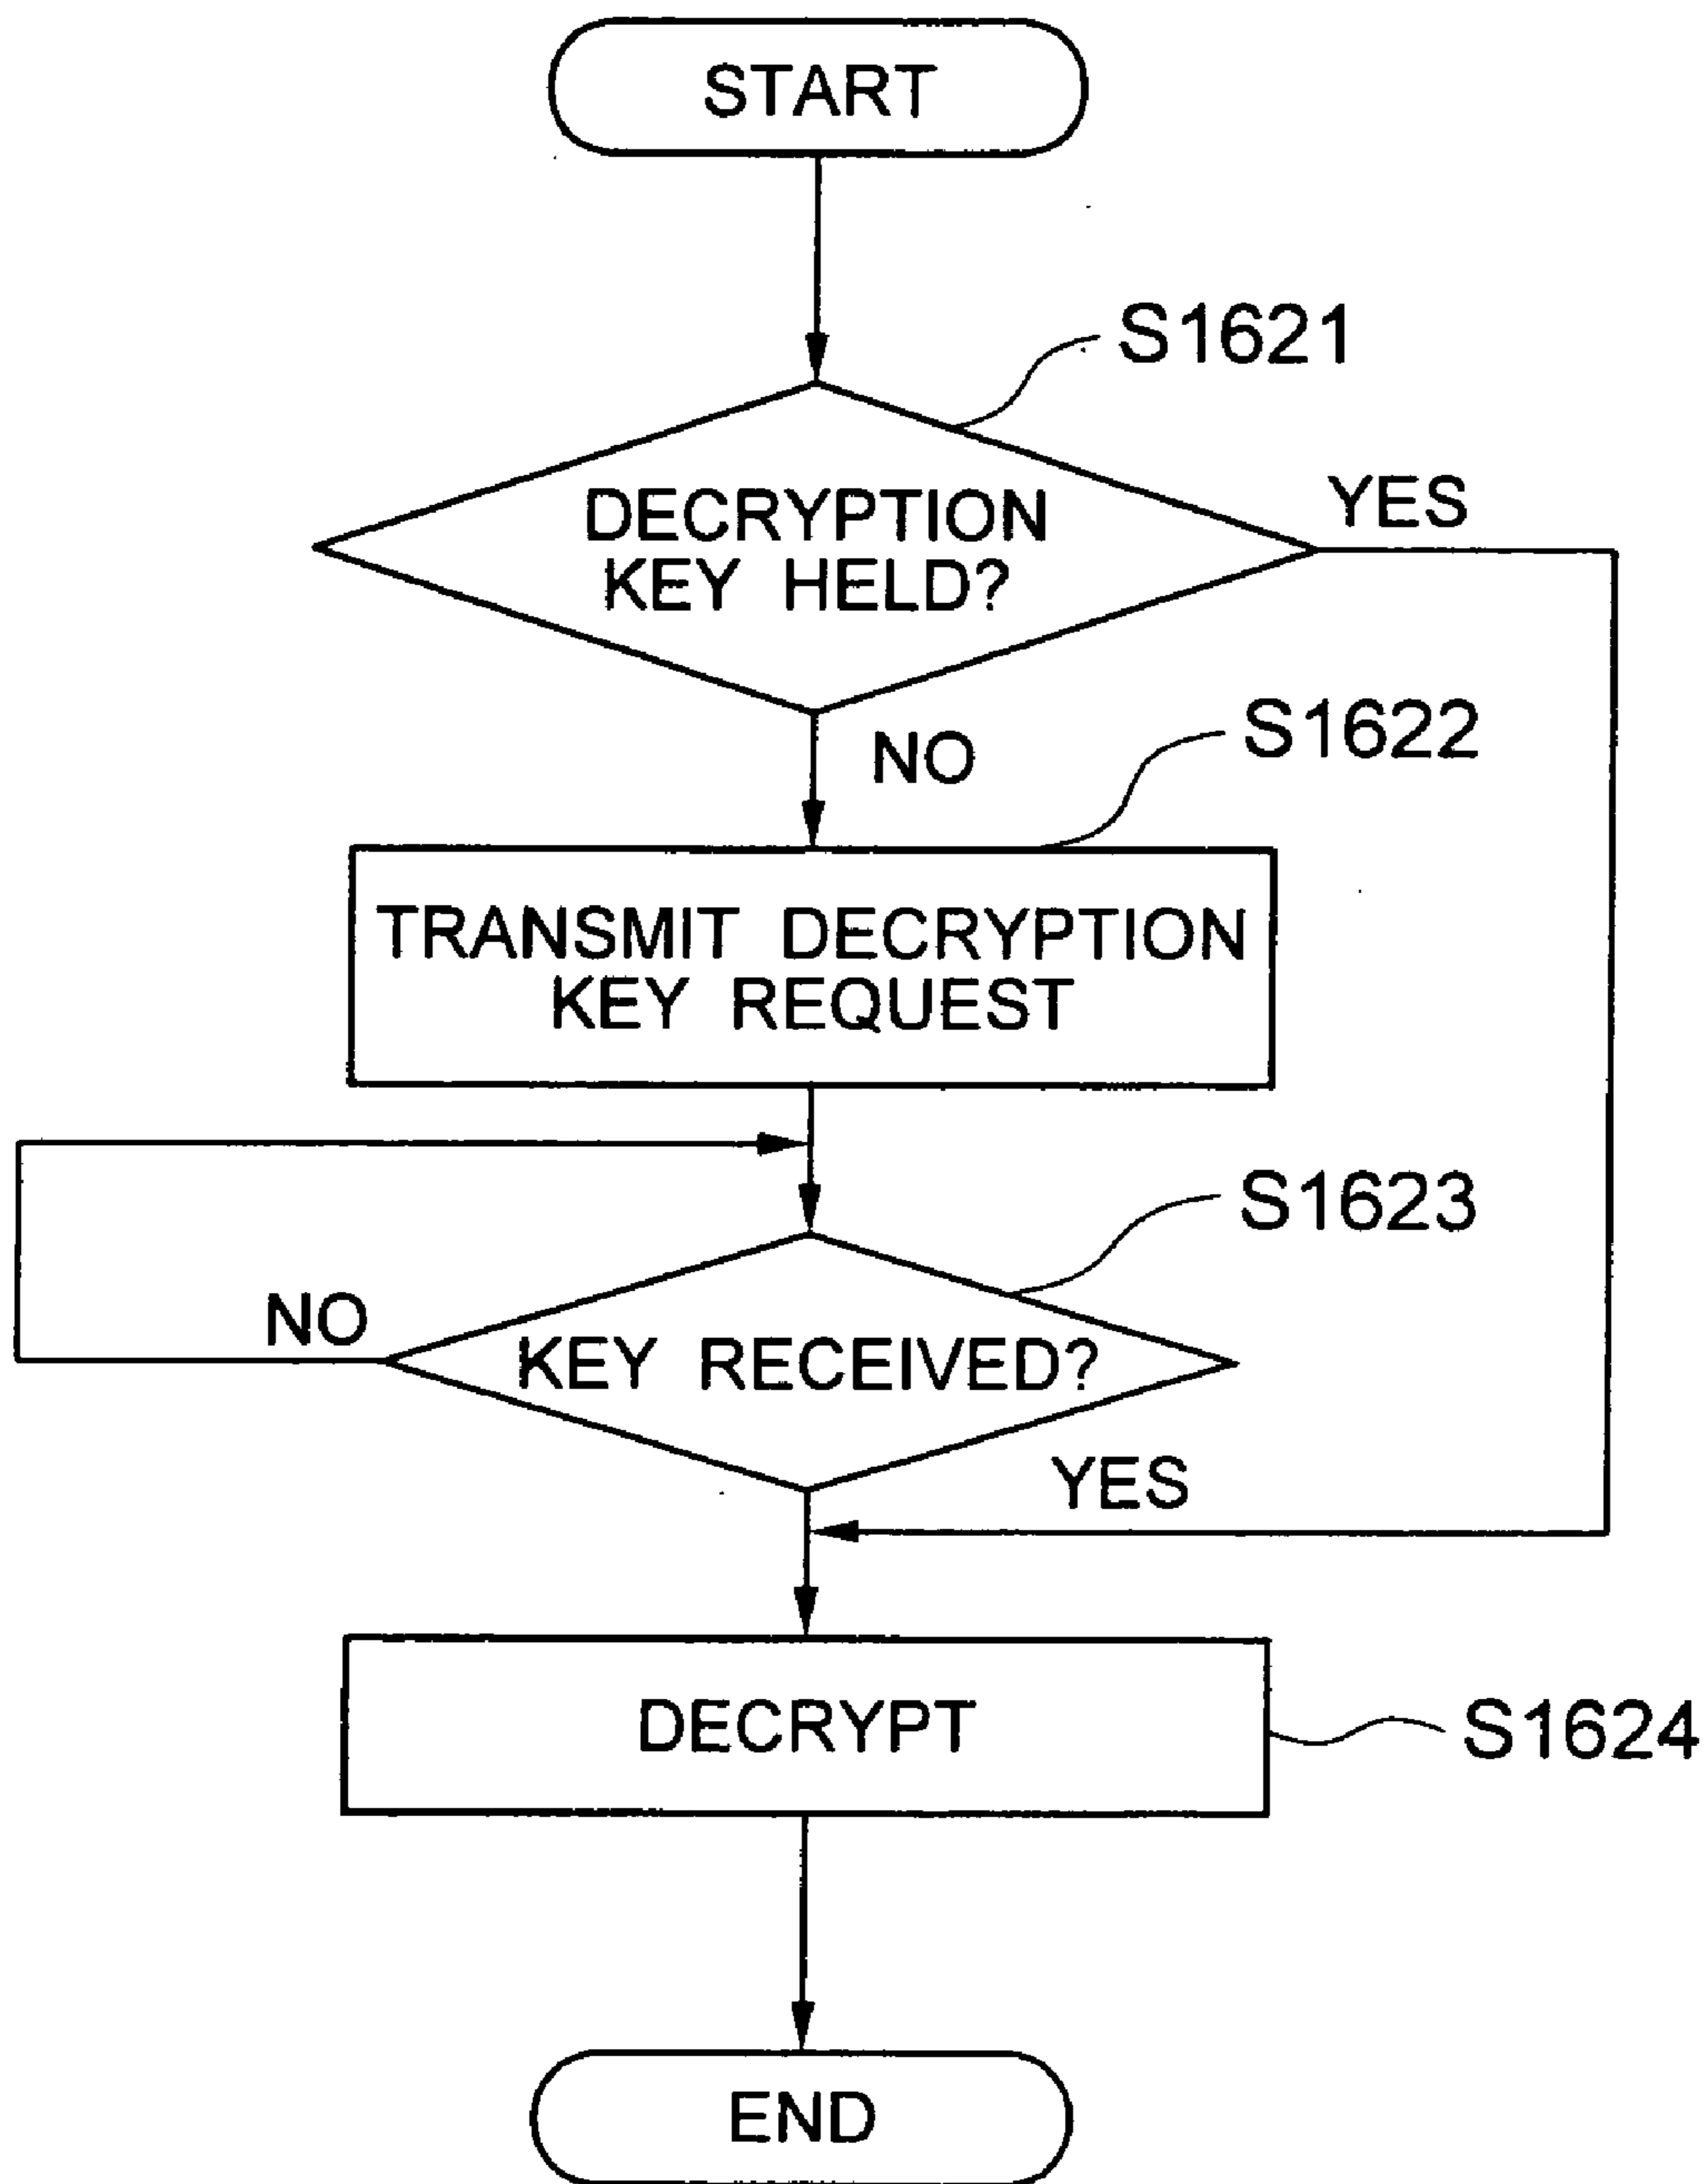 START
S1621
DECRYPTION
KEY HELD?
YES
NO
S1622
TRANSMIT DECRYPTION
KEY REQUEST
S1623
NO
KEY RECEIVED?
YES
DECRYPT
S1624
END